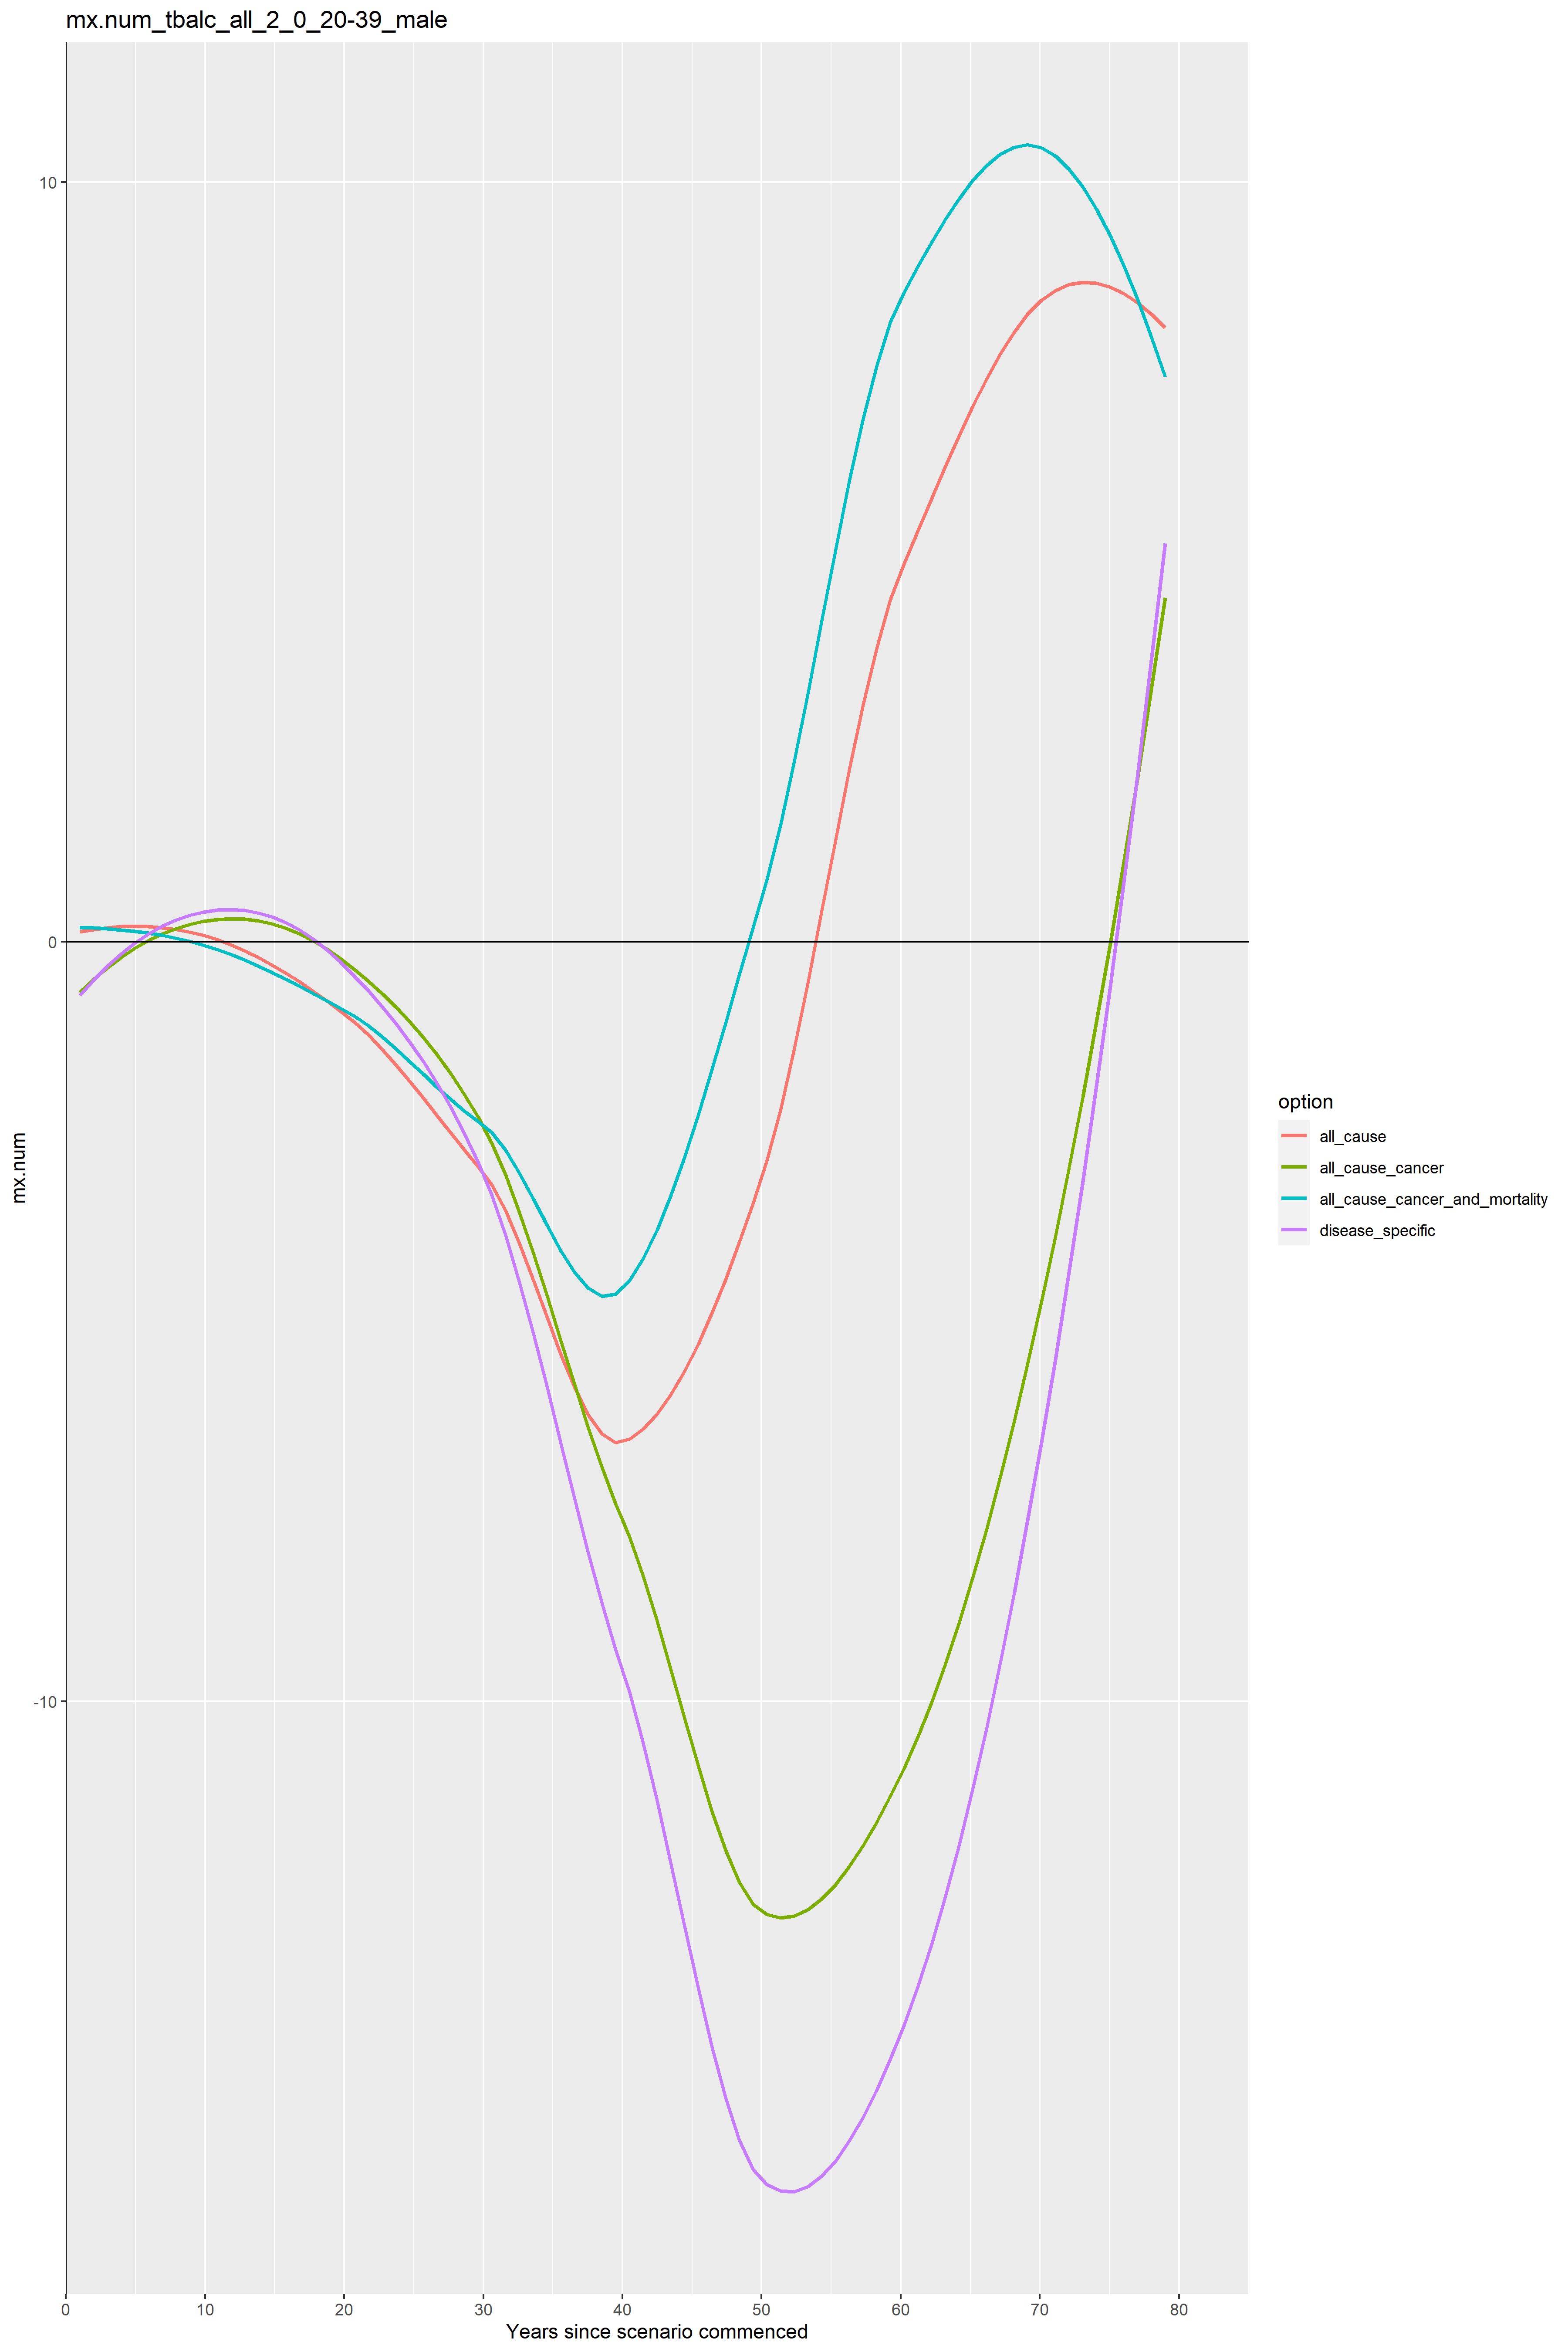 mx.num_tbalc_all_2_0_20-39_male
10
0
-10
mx.num
0 10 20 30 40 50 60 70 80
Years since scenario commenced
option
all_cause
all_cause_cancer
all_cause_cancer_and_mortality
disease_specific